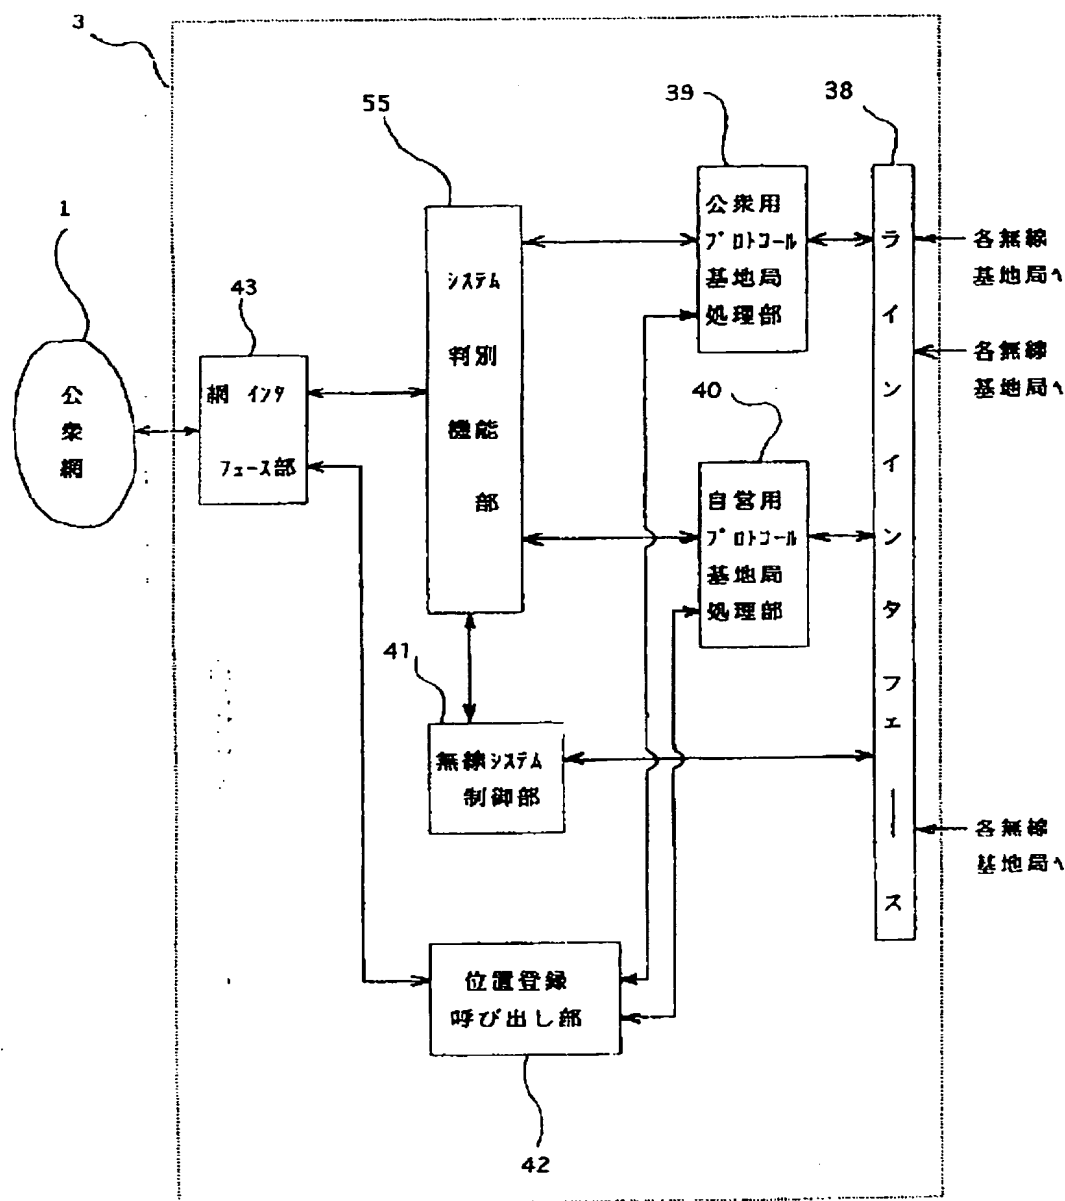 3
55
39
38
1
43
公
衆
網
網 インタ
フェース部
システム
判別
機能
部
公衆用
プロトコール
基地局
処理部
40
自営用
プロトコール
基地局
処理部
ラインインタフェース
各無線
基地局へ
各無線
基地局へ
各無線
基地局へ
41
無線システム
制御部
位置登録
呼び出し部
42